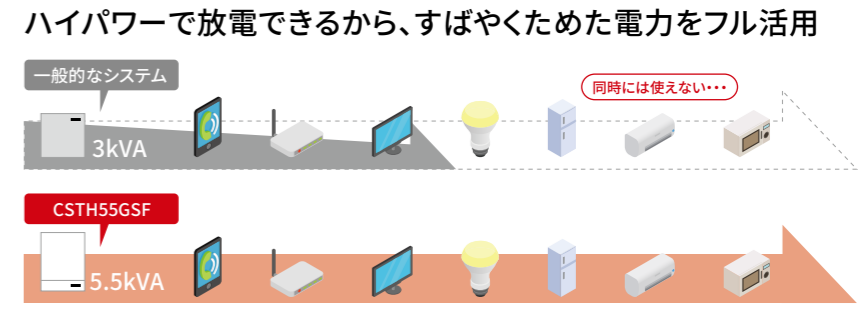 ハイパワーで放電できるから、すばやくためた電力をフル活用
一般的なシステム
同時には使えない・・・
3kVA
CSTH55GSF
5.5kVA